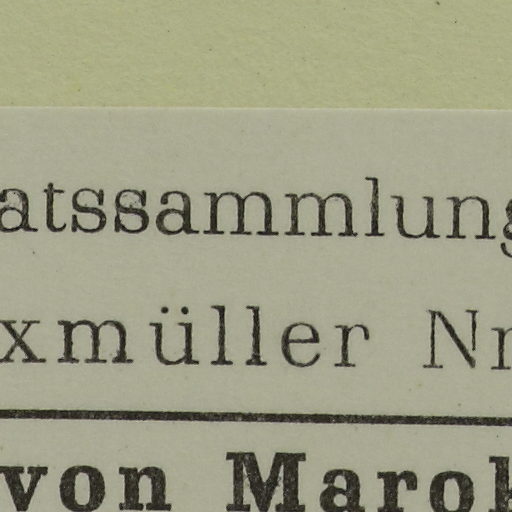 atssammlung
xmüller Nr
von Marok